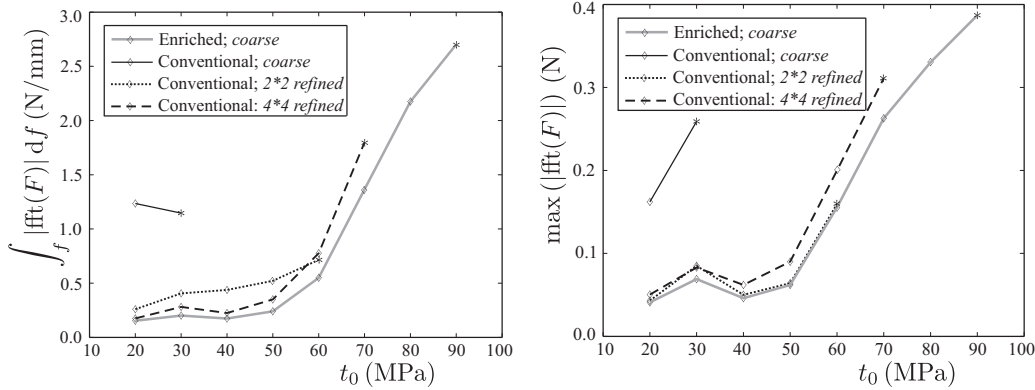 3.0
2.5
2.0
1.5
1.0
0.5
0.0
∫_f |fft(F)| df (N/mm)
Enriched; coarse
Conventional; coarse
Conventional; 2*2 refined
Conventional: 4*4 refined
10 20 30 40 50 60 70 80 90 100
t₀ (MPa)
0.4
0.3
0.2
0.1
0.0
max (|fft(F)|) (N)
Enriched; coarse
Conventional; coarse
Conventional: 2*2 refined
Conventional: 4*4 refined
10 20 30 40 50 60 70 80 90 100
t₀ (MPa)